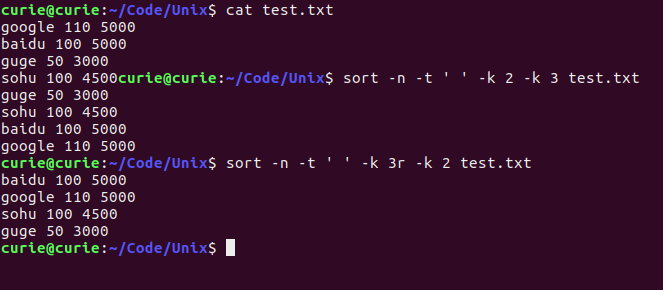 curie@curie:~/Code/Unix$ cat test.txt
google 110 5000
baidu 100 5000
guge 50 3000
sohu 100 4500curie@curie:~/Code/Unix$ sort -n -t ' ' -k 2 -k 3 test.txt
guge 50 3000
sohu 100 4500
baidu 100 5000
google 110 5000
curie@curie:~/Code/Unix$ sort -n -t ' ' -k 3r -k 2 test.txt
baidu 100 5000
google 110 5000
sohu 100 4500
guge 50 3000
curie@curie:~/Code/Unix$